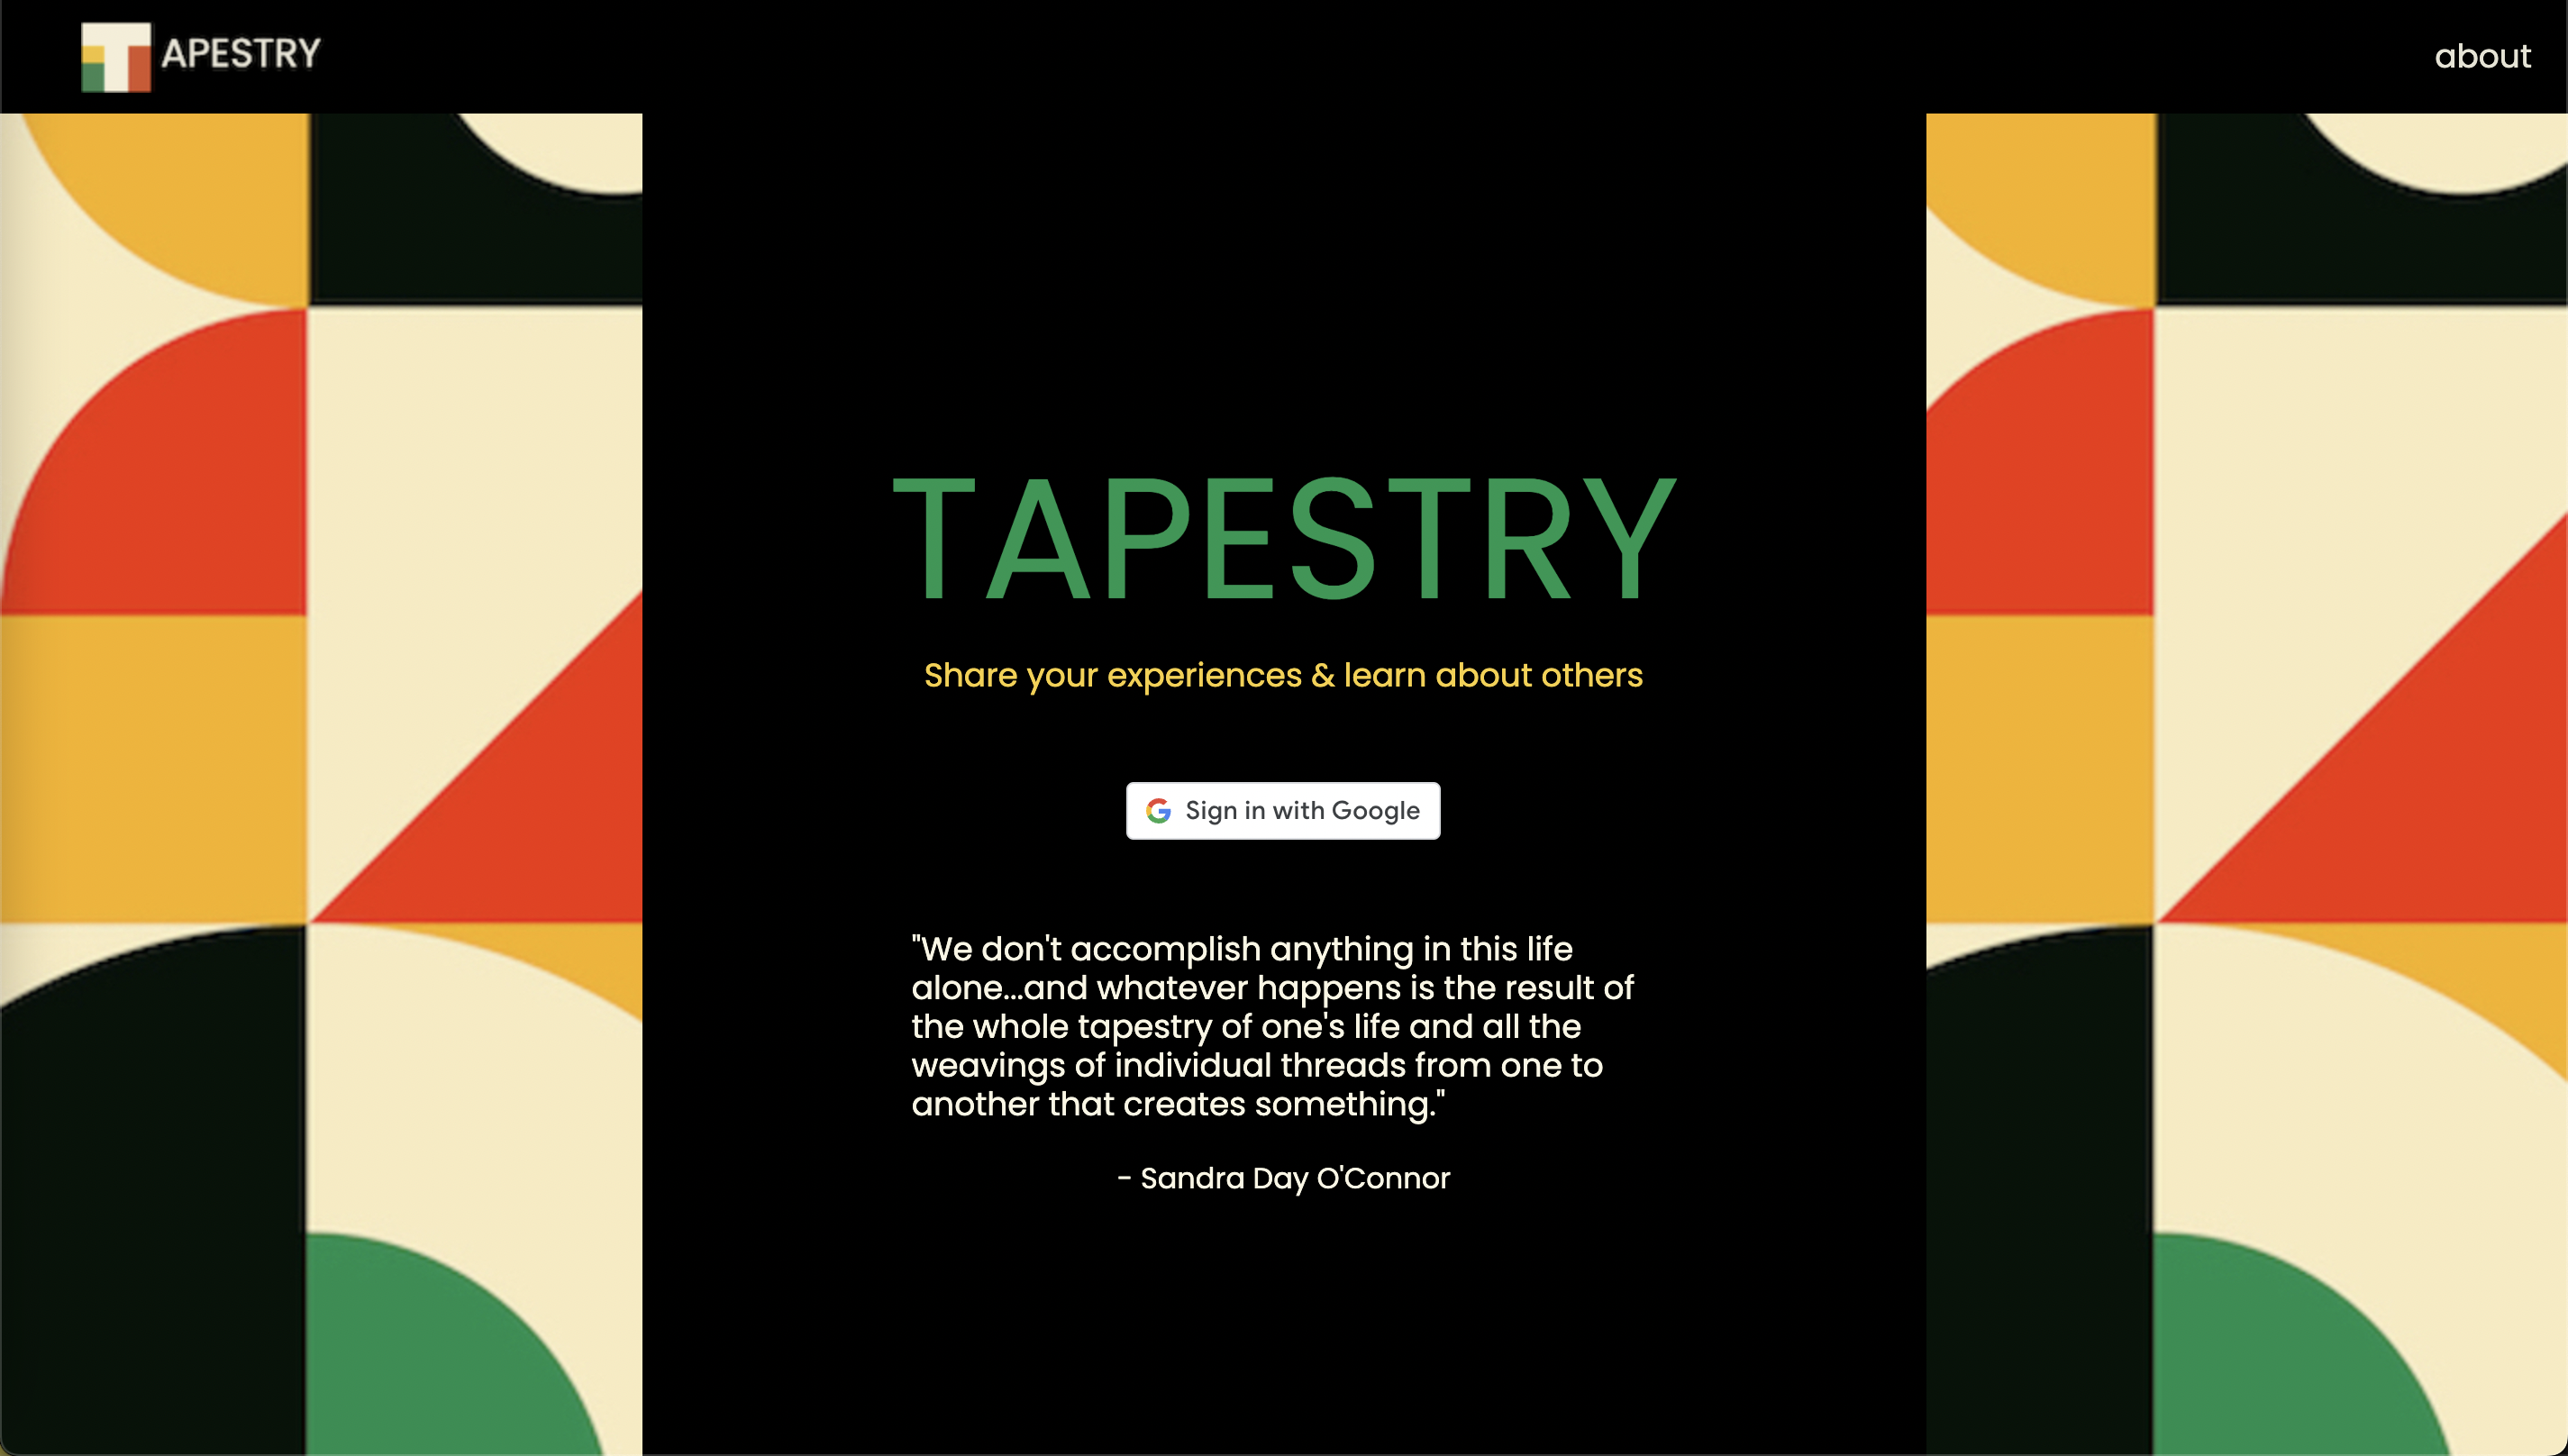 TAPESTRY
about
TAPESTRY
Share your experiences & learn about others
Sign in with Google
"We don't accomplish anything in this life
alone...and whatever happens is the result of
the whole tapestry of one's life and all the
weavings of individual threads from one to
another that creates something."
- Sandra Day O'Connor